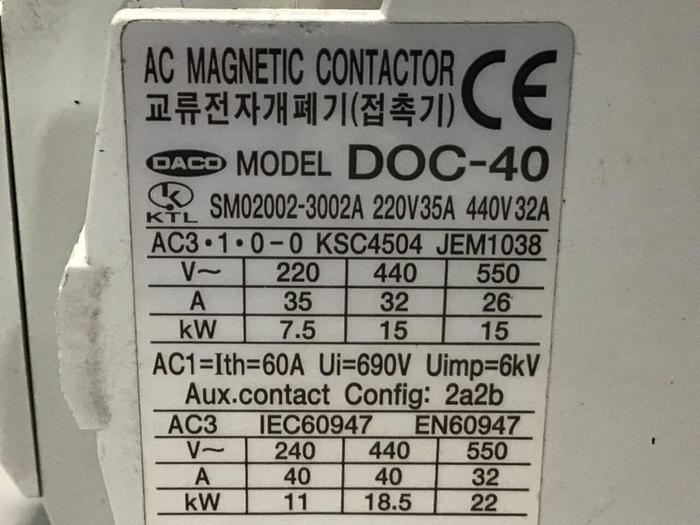 AC MAGNETIC CONTACTOR CE
교류전자개폐기(접촉기)
DACO MODEL DOC-40
K
KTL SM02002-3002A 220V35A 440V32A
AC3·1·0-0 KSC4504 JEM1038
V~ 220 440 550
A 35 32 26
kW 7.5 15 15
AC1=Ith=60A Ui=690V Uimp=6kV
Aux.contact Config: 2a2b
AC3 IEC60947 EN60947
V~ 240 440 550
A 40 40 32
kW 11 18.5 22